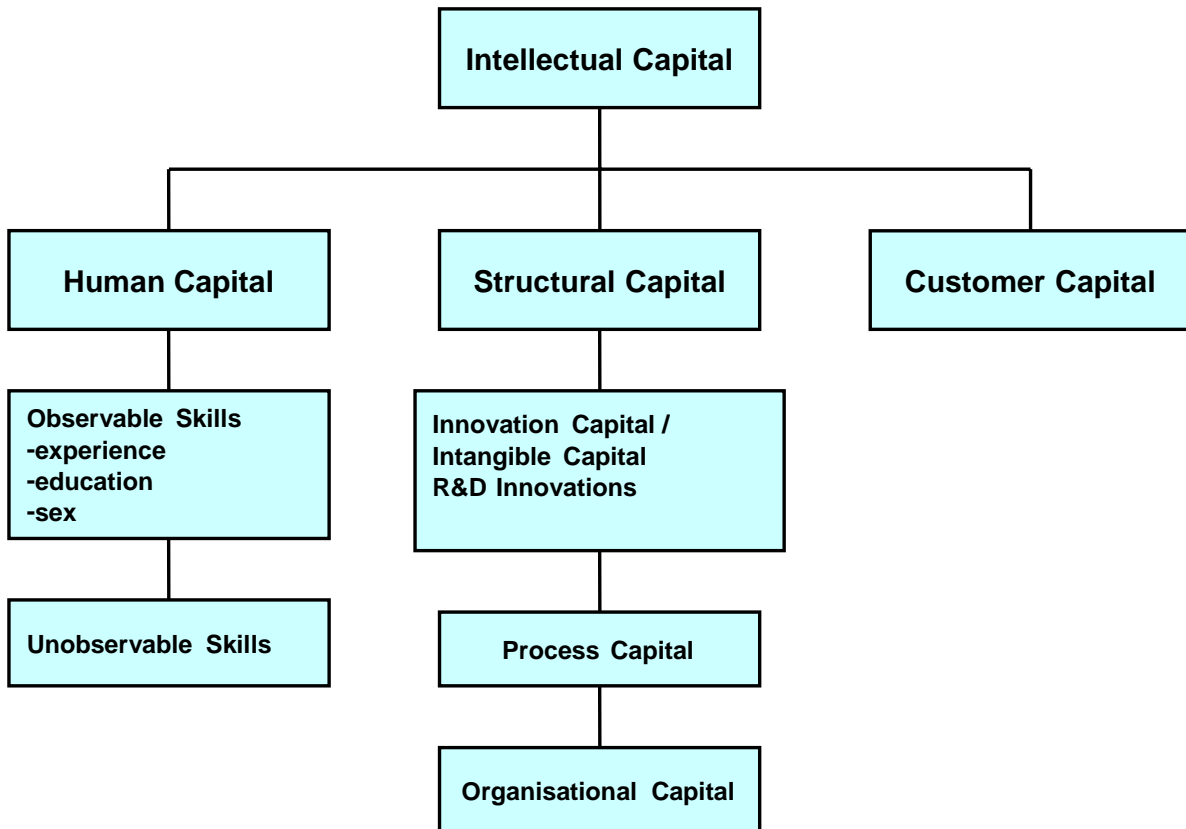 Intellectual Capital
Human Capital
Structural Capital
Customer Capital
Observable Skills
-experience
-education
-sex
Innovation Capital /
Intangible Capital
R&D Innovations
Unobservable Skills
Process Capital
Organisational Capital